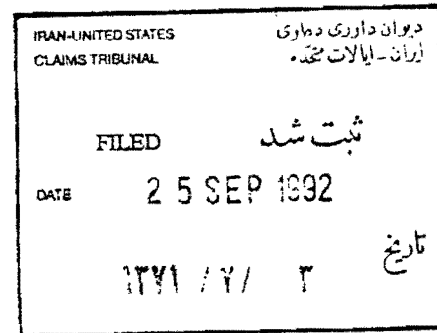 IRAN-UNITED STATES دیوان داوری دعاوی
CLAIMS TRIBUNAL ایران - ایالات متحده
FILED ثبت شد
DATE 25 SEP 1992
تاریخ
۱۳۷۱ / ۷ / ۳